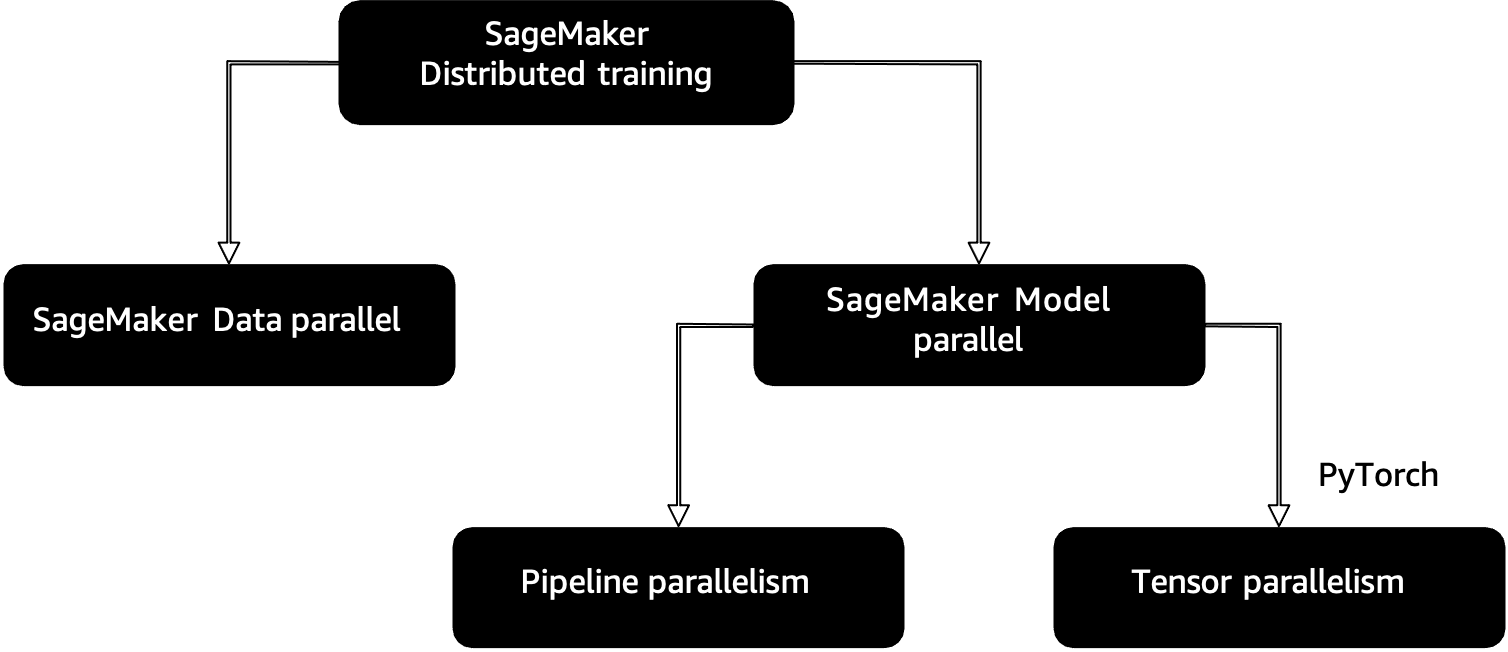 SageMaker
Distributed training
SageMaker Data parallel
SageMaker Model
parallel
PyTorch
Pipeline parallelism
Tensor parallelism